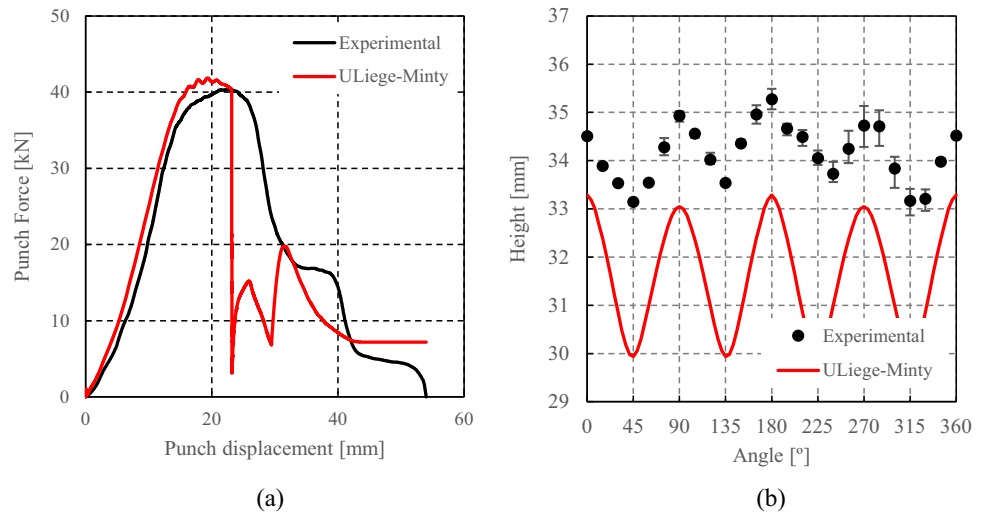 50
40
30
20
10
0
0 20 40 60
Punch Force [kN]
Punch displacement [mm]
Experimental
ULiege-Minty
(a)
37
36
35
34
33
32
31
30
29
0 45 90 135 180 225 270 315 360
Height [mm]
Angle [º]
Experimental
ULiege-Minty
(b)